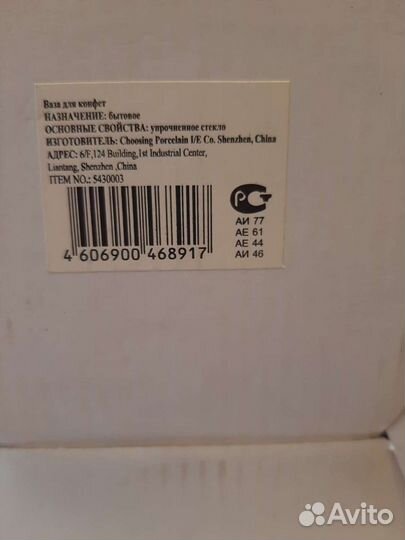 Ваза для конфет
НАЗНАЧЕНИЕ: бытовое
ОСНОВНЫЕ СВОЙСТВА: упрочненное стекло
ИЗГОТОВИТЕЛЬ: Choosing Porcelain I/E Co. Shenzhen, China
АДРЕС: 6/F,124 Building,1st Industrial Center,
Liantang, Shenzhen ,China
ITEM NO.: 5430003
4 606900 468917
РСТ
АИ 77
АЕ 61
АЕ 44
АИ 46
Avito